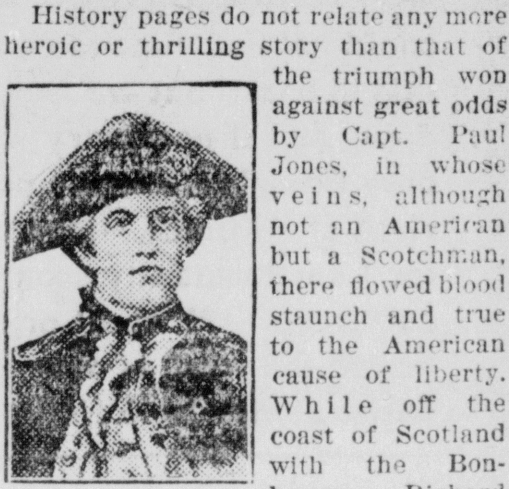 History pages do not relate any more
heroic or thrilling story than that of
the triumph won
against great odds
by Capt. Paul
Jones, in whose
veins, although
not an American
but a Scotchman,
there flowed blood
staunch and true
to the American
cause of liberty.
While off the
coast of Scotland
with the Bon-